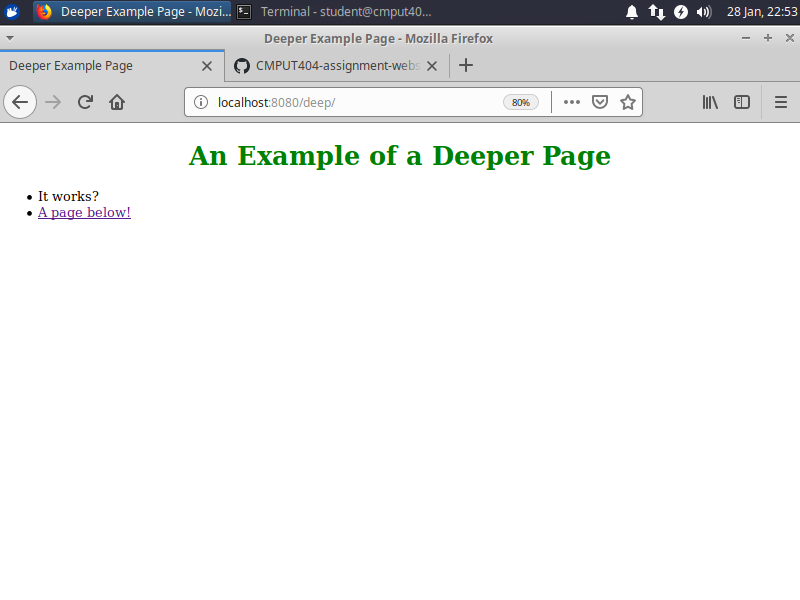 Deeper Example Page - Mozi...
Terminal - student@cmput40...
28 Jan, 22:53
Deeper Example Page - Mozilla Firefox
Deeper Example Page
CMPUT404-assignment-webs
localhost:8080/deep/
80%
An Example of a Deeper Page
It works?
A page below!